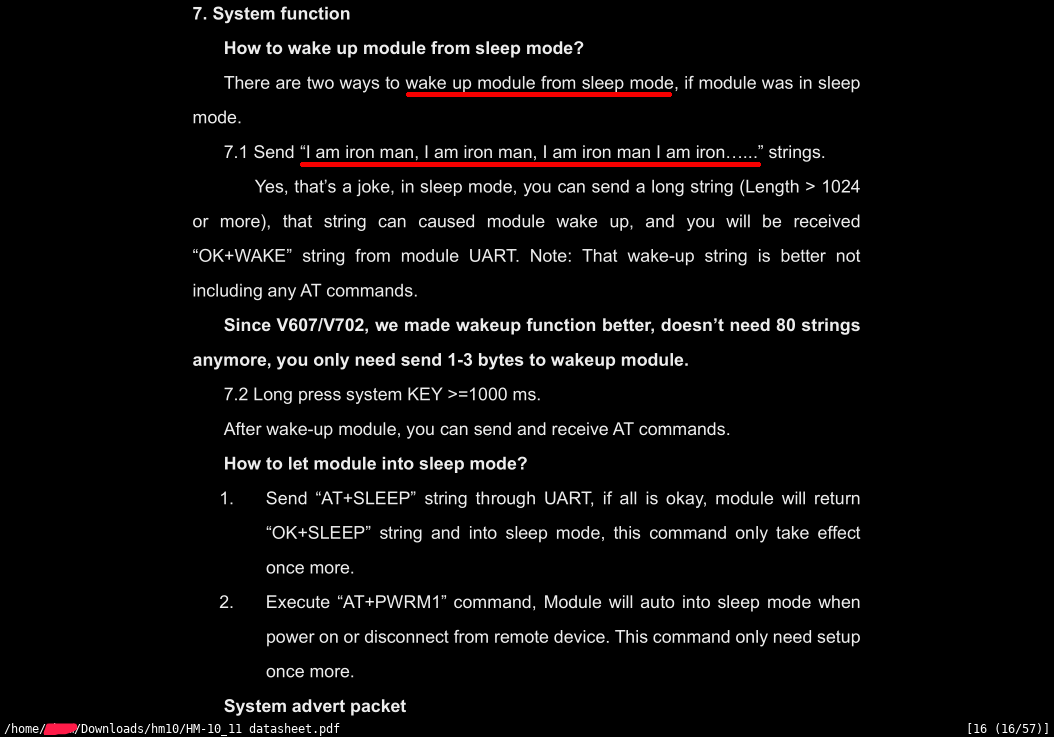 7. System function
How to wake up module from sleep mode?
There are two ways to wake up module from sleep mode, if module was in sleep
mode.
7.1 Send “I am iron man, I am iron man, I am iron man I am iron…...” strings.
Yes, that’s a joke, in sleep mode, you can send a long string (Length > 1024
or more), that string can caused module wake up, and you will be received
“OK+WAKE” string from module UART. Note: That wake-up string is better not
including any AT commands.
Since V607/V702, we made wakeup function better, doesn’t need 80 strings
anymore, you only need send 1-3 bytes to wakeup module.
7.2 Long press system KEY >=1000 ms.
After wake-up module, you can send and receive AT commands.
How to let module into sleep mode?
1. Send “AT+SLEEP” string through UART, if all is okay, module will return
“OK+SLEEP” string and into sleep mode, this command only take effect
once more.
2. Execute “AT+PWRM1” command, Module will auto into sleep mode when
power on or disconnect from remote device. This command only need setup
once more.
System advert packet
/home/ /Downloads/hm10/HM-10_11 datasheet.pdf [16 (16/57)]